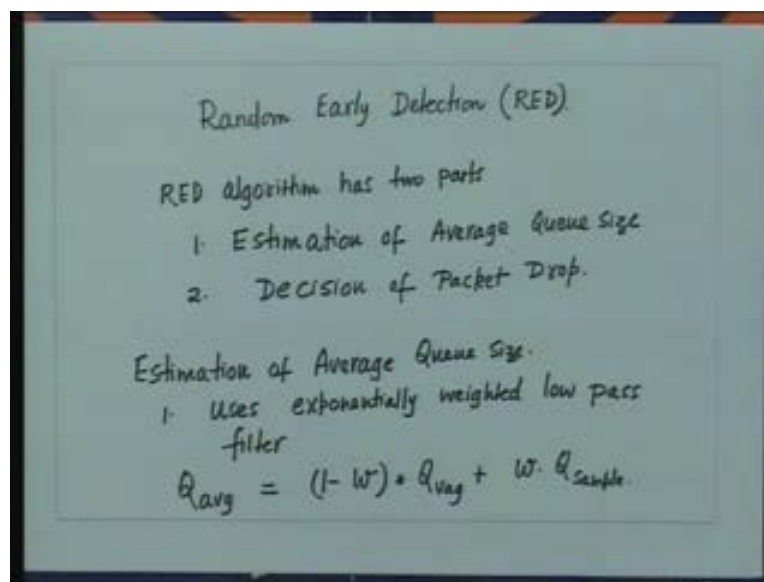 Random Early Detection (RED)
RED algorithm has two parts
1. Estimation of Average Queue Size
2. Decision of Packet Drop.
Estimation of Average Queue Size.
1. Uses exponentially weighted low pass
filter
Qavg = (1- W) • Qvag + W. Qsample.